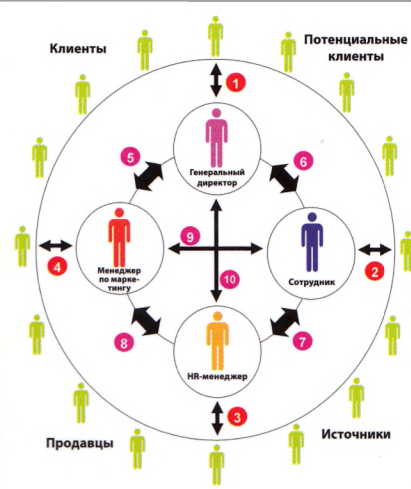 Клиенты
Потенциальные
клиенты
1
5
6
Генеральный
директор
9
4
2
Менеджер
по марке-
тингу
Сотрудник
10
8
7
HR-менеджер
3
Продавцы
Источники